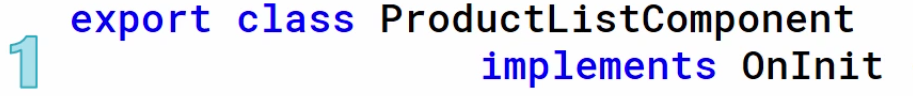 export class ProductListComponent
1
implements OnInit